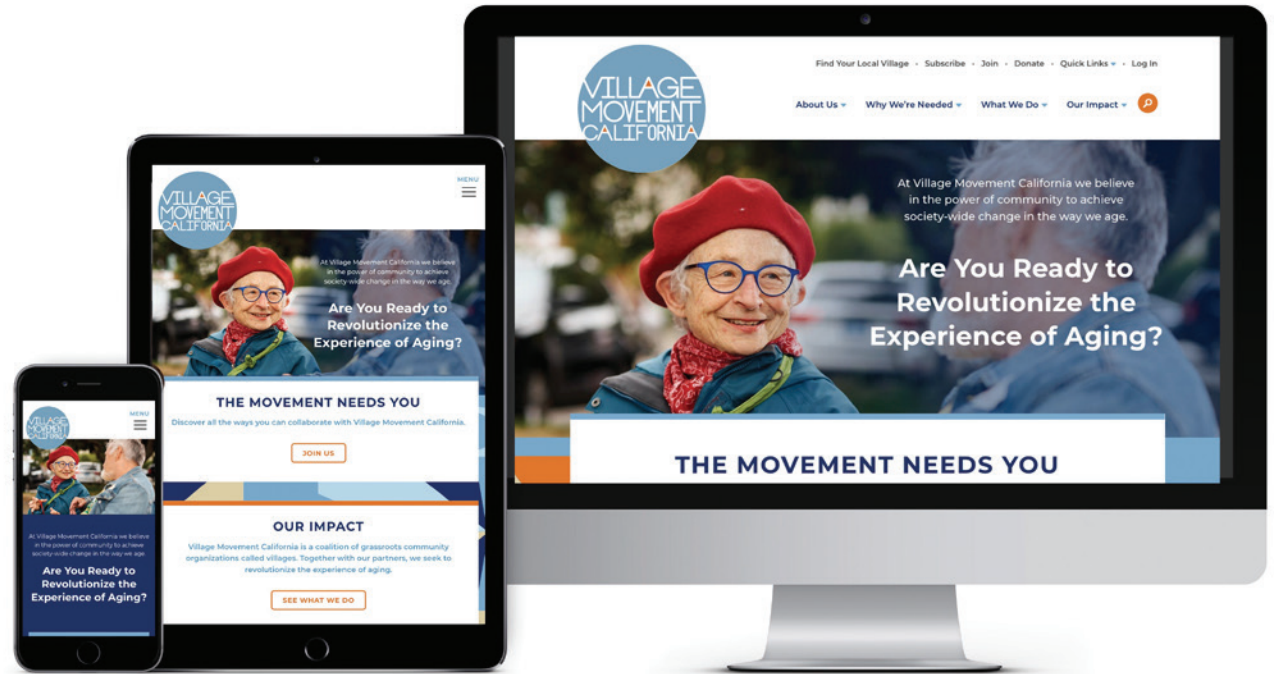 VILLAGE
MOVEMENT
CALIFORNIA
Find Your Local Village • Subscribe • Join • Donate • Quick Links • Log In
About Us Why We're Needed What We Do Our Impact
At Village Movement California we believe
in the power of community to achieve
society-wide change in the way we age.
Are You Ready to
Revolutionize the
Experience of Aging?
THE MOVEMENT NEEDS YOU
VILLAGE
MOVEMENT
CALIFORNIA
MENU
At Village Movement California we believe
in the power of community to achieve
society-wide change in the way we age.
Are You Ready to
Revolutionize the
Experience of Aging?
THE MOVEMENT NEEDS YOU
Discover all the ways you can collaborate with Village Movement California.
JOIN US
OUR IMPACT
Village Movement California is a coalition of grassroots community
organizations called villages. Together with our partners, we seek to
revolutionize the experience of aging.
SEE WHAT WE DO
VILLAGE
MOVEMENT
CALIFORNIA
MENU
At Village Movement California we believe
in the power of community to achieve
society-wide change in the way we age
Are You Ready to
Revolutionize the
Experience of Aging?